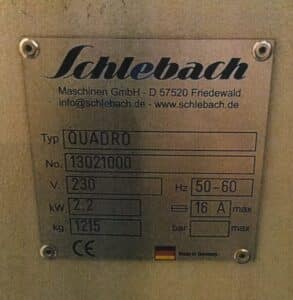 Schlebach
Maschinen GmbH - D 57520 Friedewald
info@schlebach.de - www.schlebach.de
Typ QUADRO
No. 13021000
V. 230 Hz 50-60
kW 2.2 16 A max
kg. 1215 bar max
CE Made in Germany